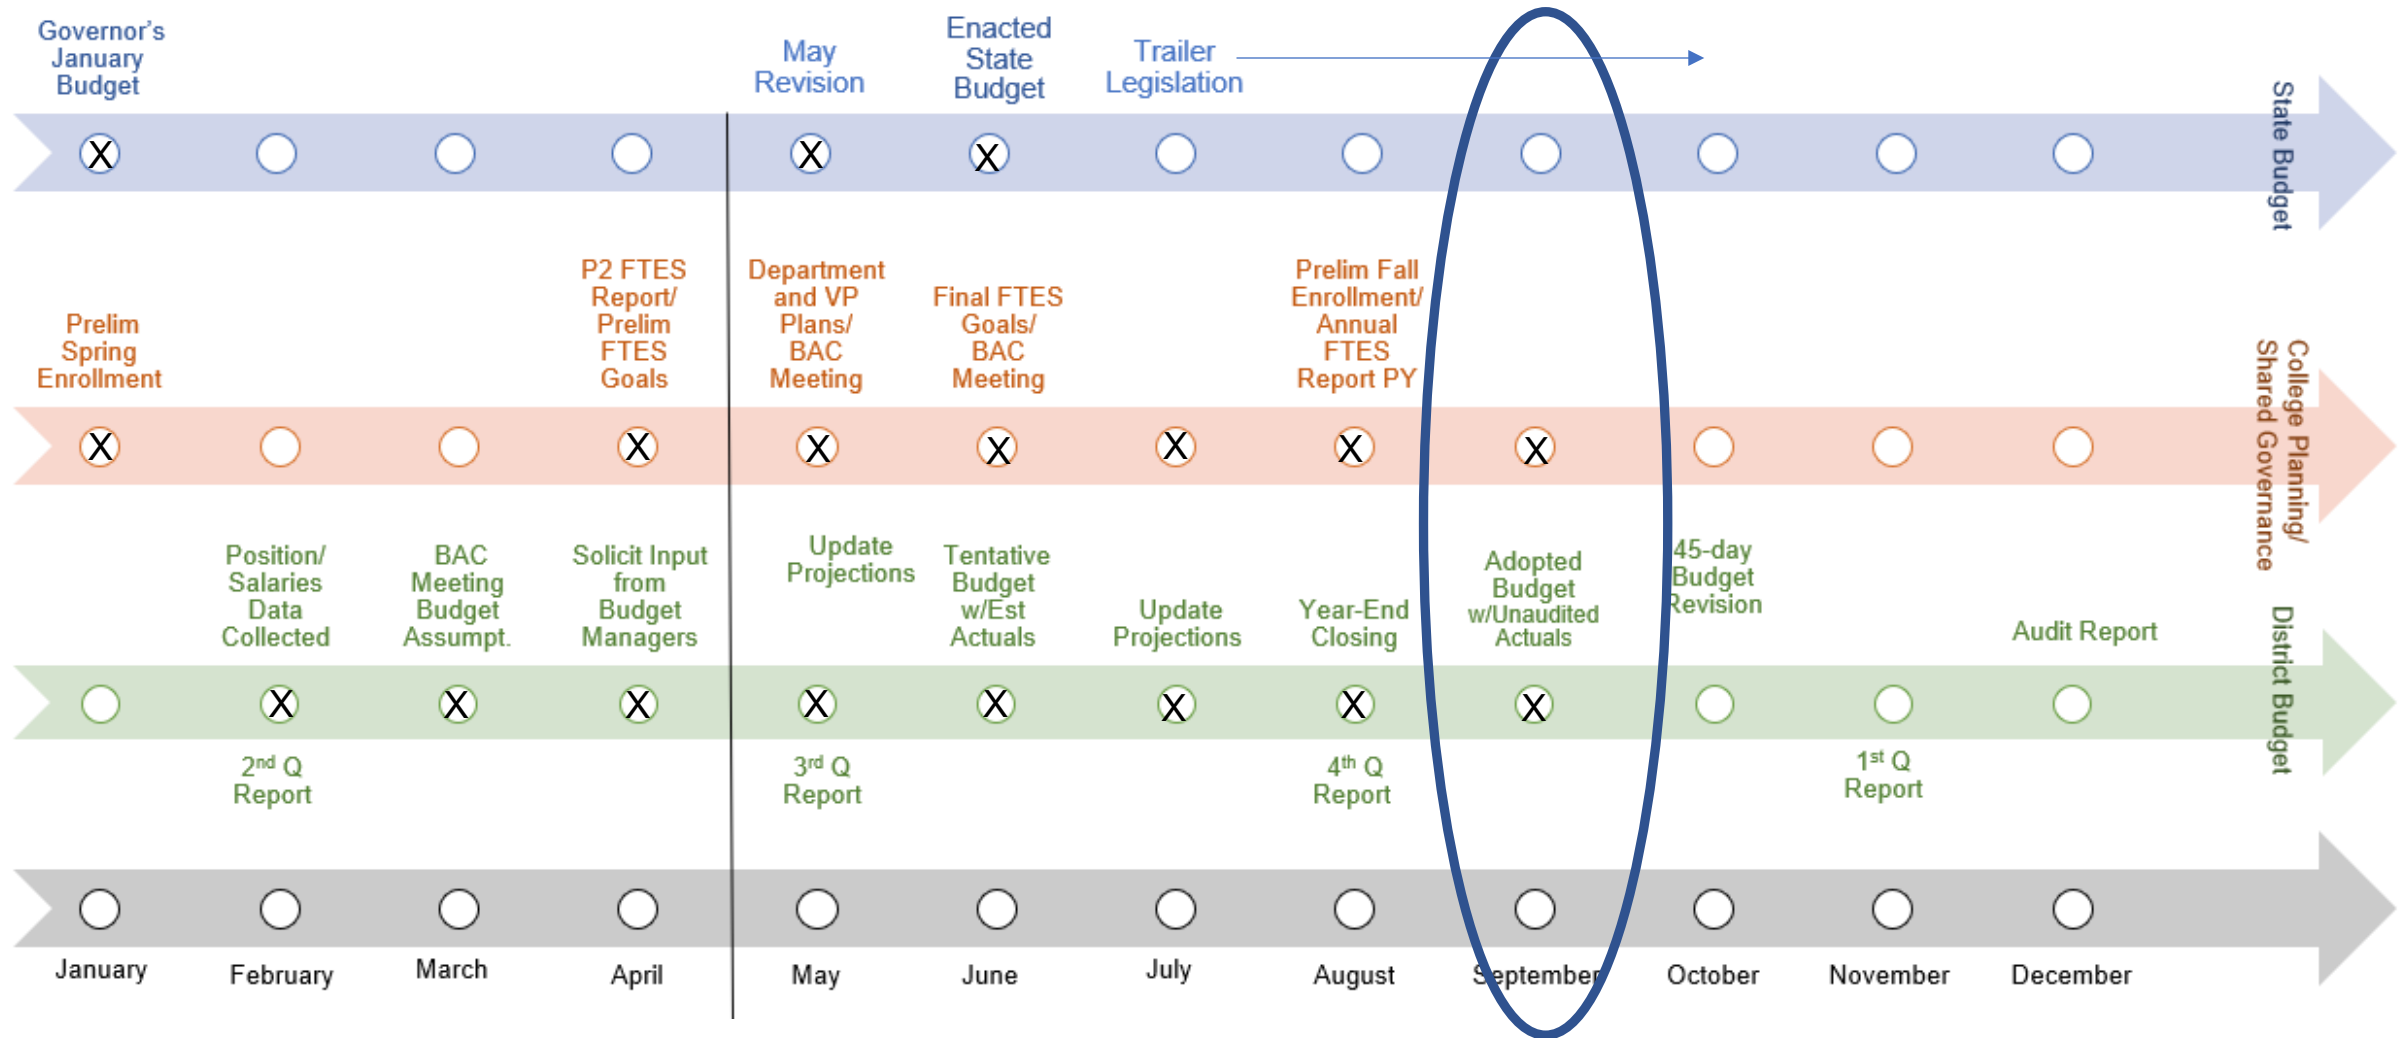 Governor's
January
Budget
May
Revision
Enacted
State
Budget
Trailer
Legislation
State Budget
X
X
X
Prelim
Spring
Enrollment
P2 FTES
Report/
Prelim
FTES
Goals
Department
and VP
Plans/
BAC
Meeting
Final FTES
Goals/
BAC
Meeting
Prelim Fall
Enrollment/
Annual
FTES
Report PY
College Planning/
Shared Governance
X
X
X
X
X
X
X
Position/
Salaries
Data
Collected
BAC
Meeting
Budget
Assumpt.
Solicit Input
from
Budget
Managers
Update
Projections
Tentative
Budget
w/Est
Actuals
Update
Projections
Year-End
Closing
Adopted
Budget
w/Unaudited
Actuals
45-day
Budget
Revision
Audit Report
District Budget
X
X
X
X
X
X
X
X
2nd Q
Report
3rd Q
Report
4th Q
Report
1st Q
Report
January
February
March
April
May
June
July
August
September
October
November
December